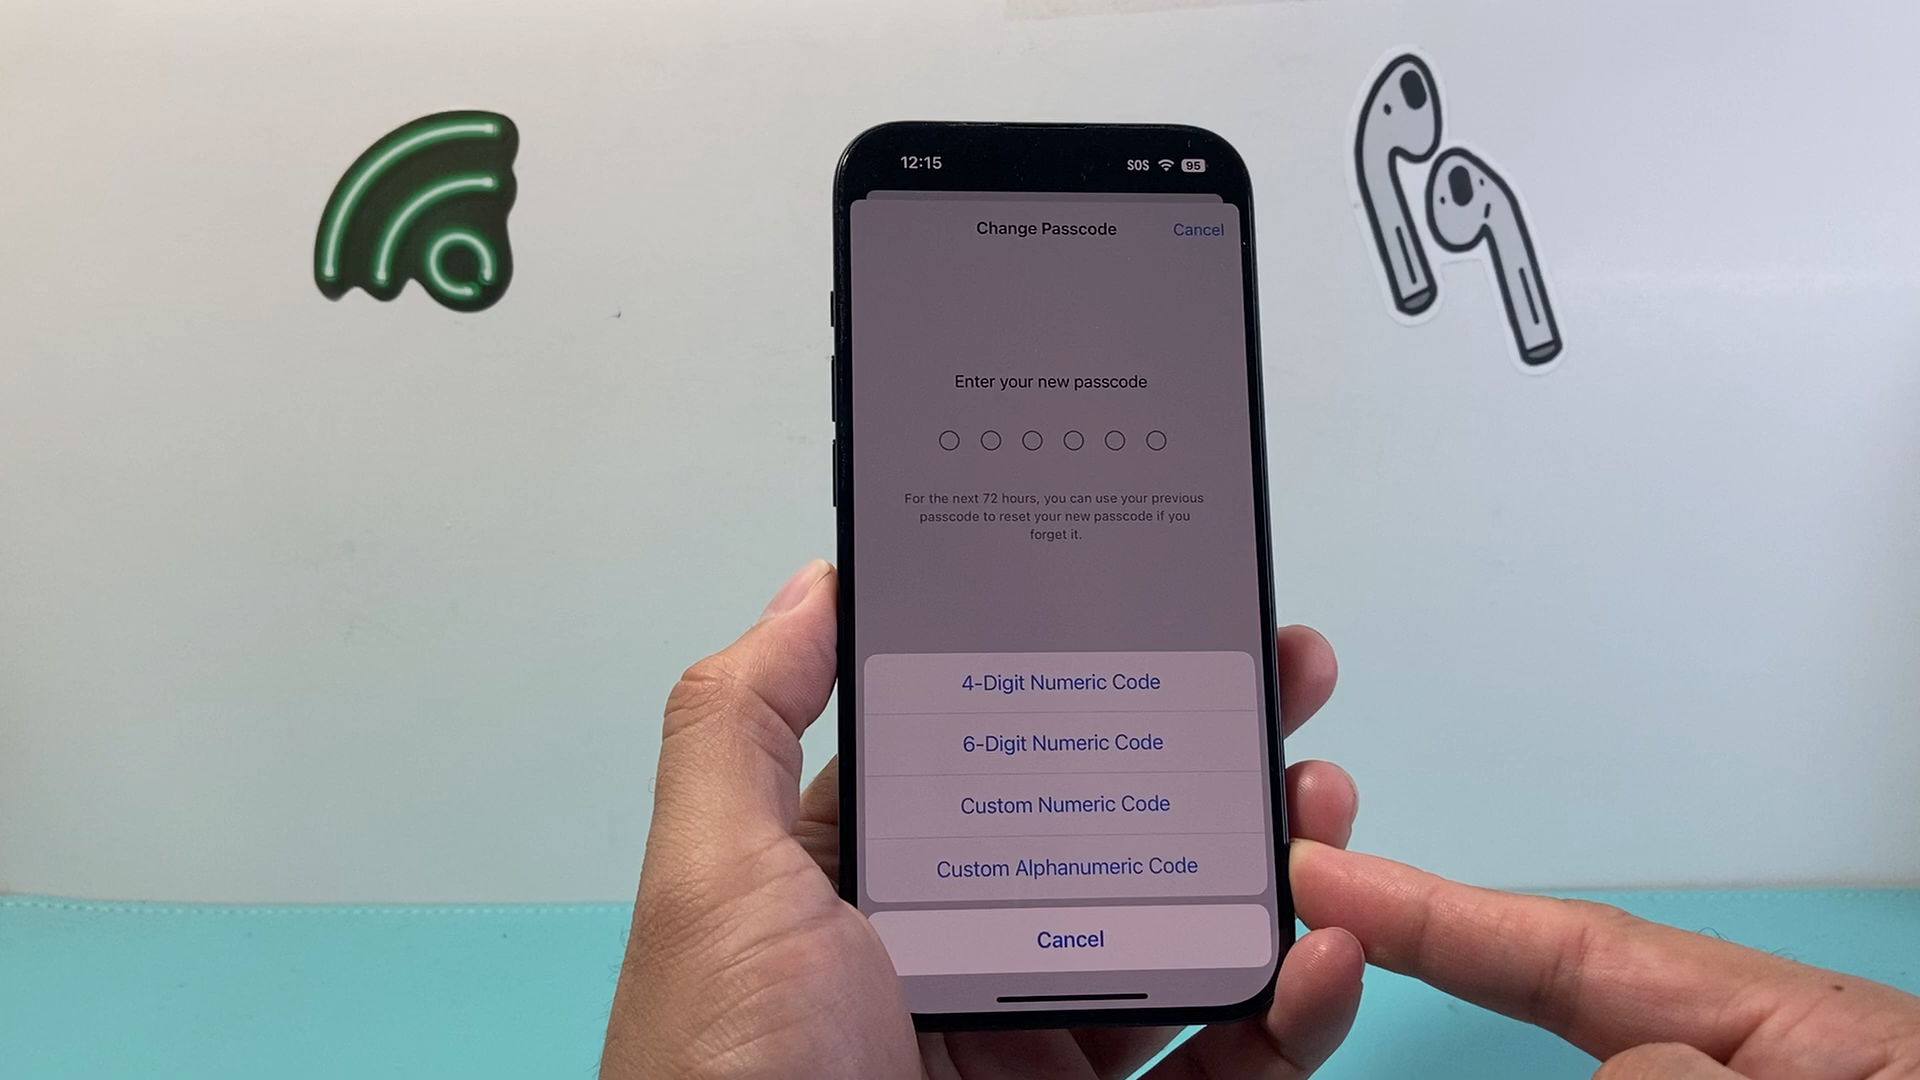 12:15
SOS 95
Change Passcode Cancel
Enter your new passcode
For the next 72 hours, you can use your previous
passcode to reset your new passcode if you
forget it.
4-Digit Numeric Code
6-Digit Numeric Code
Custom Numeric Code
Custom Alphanumeric Code
Cancel